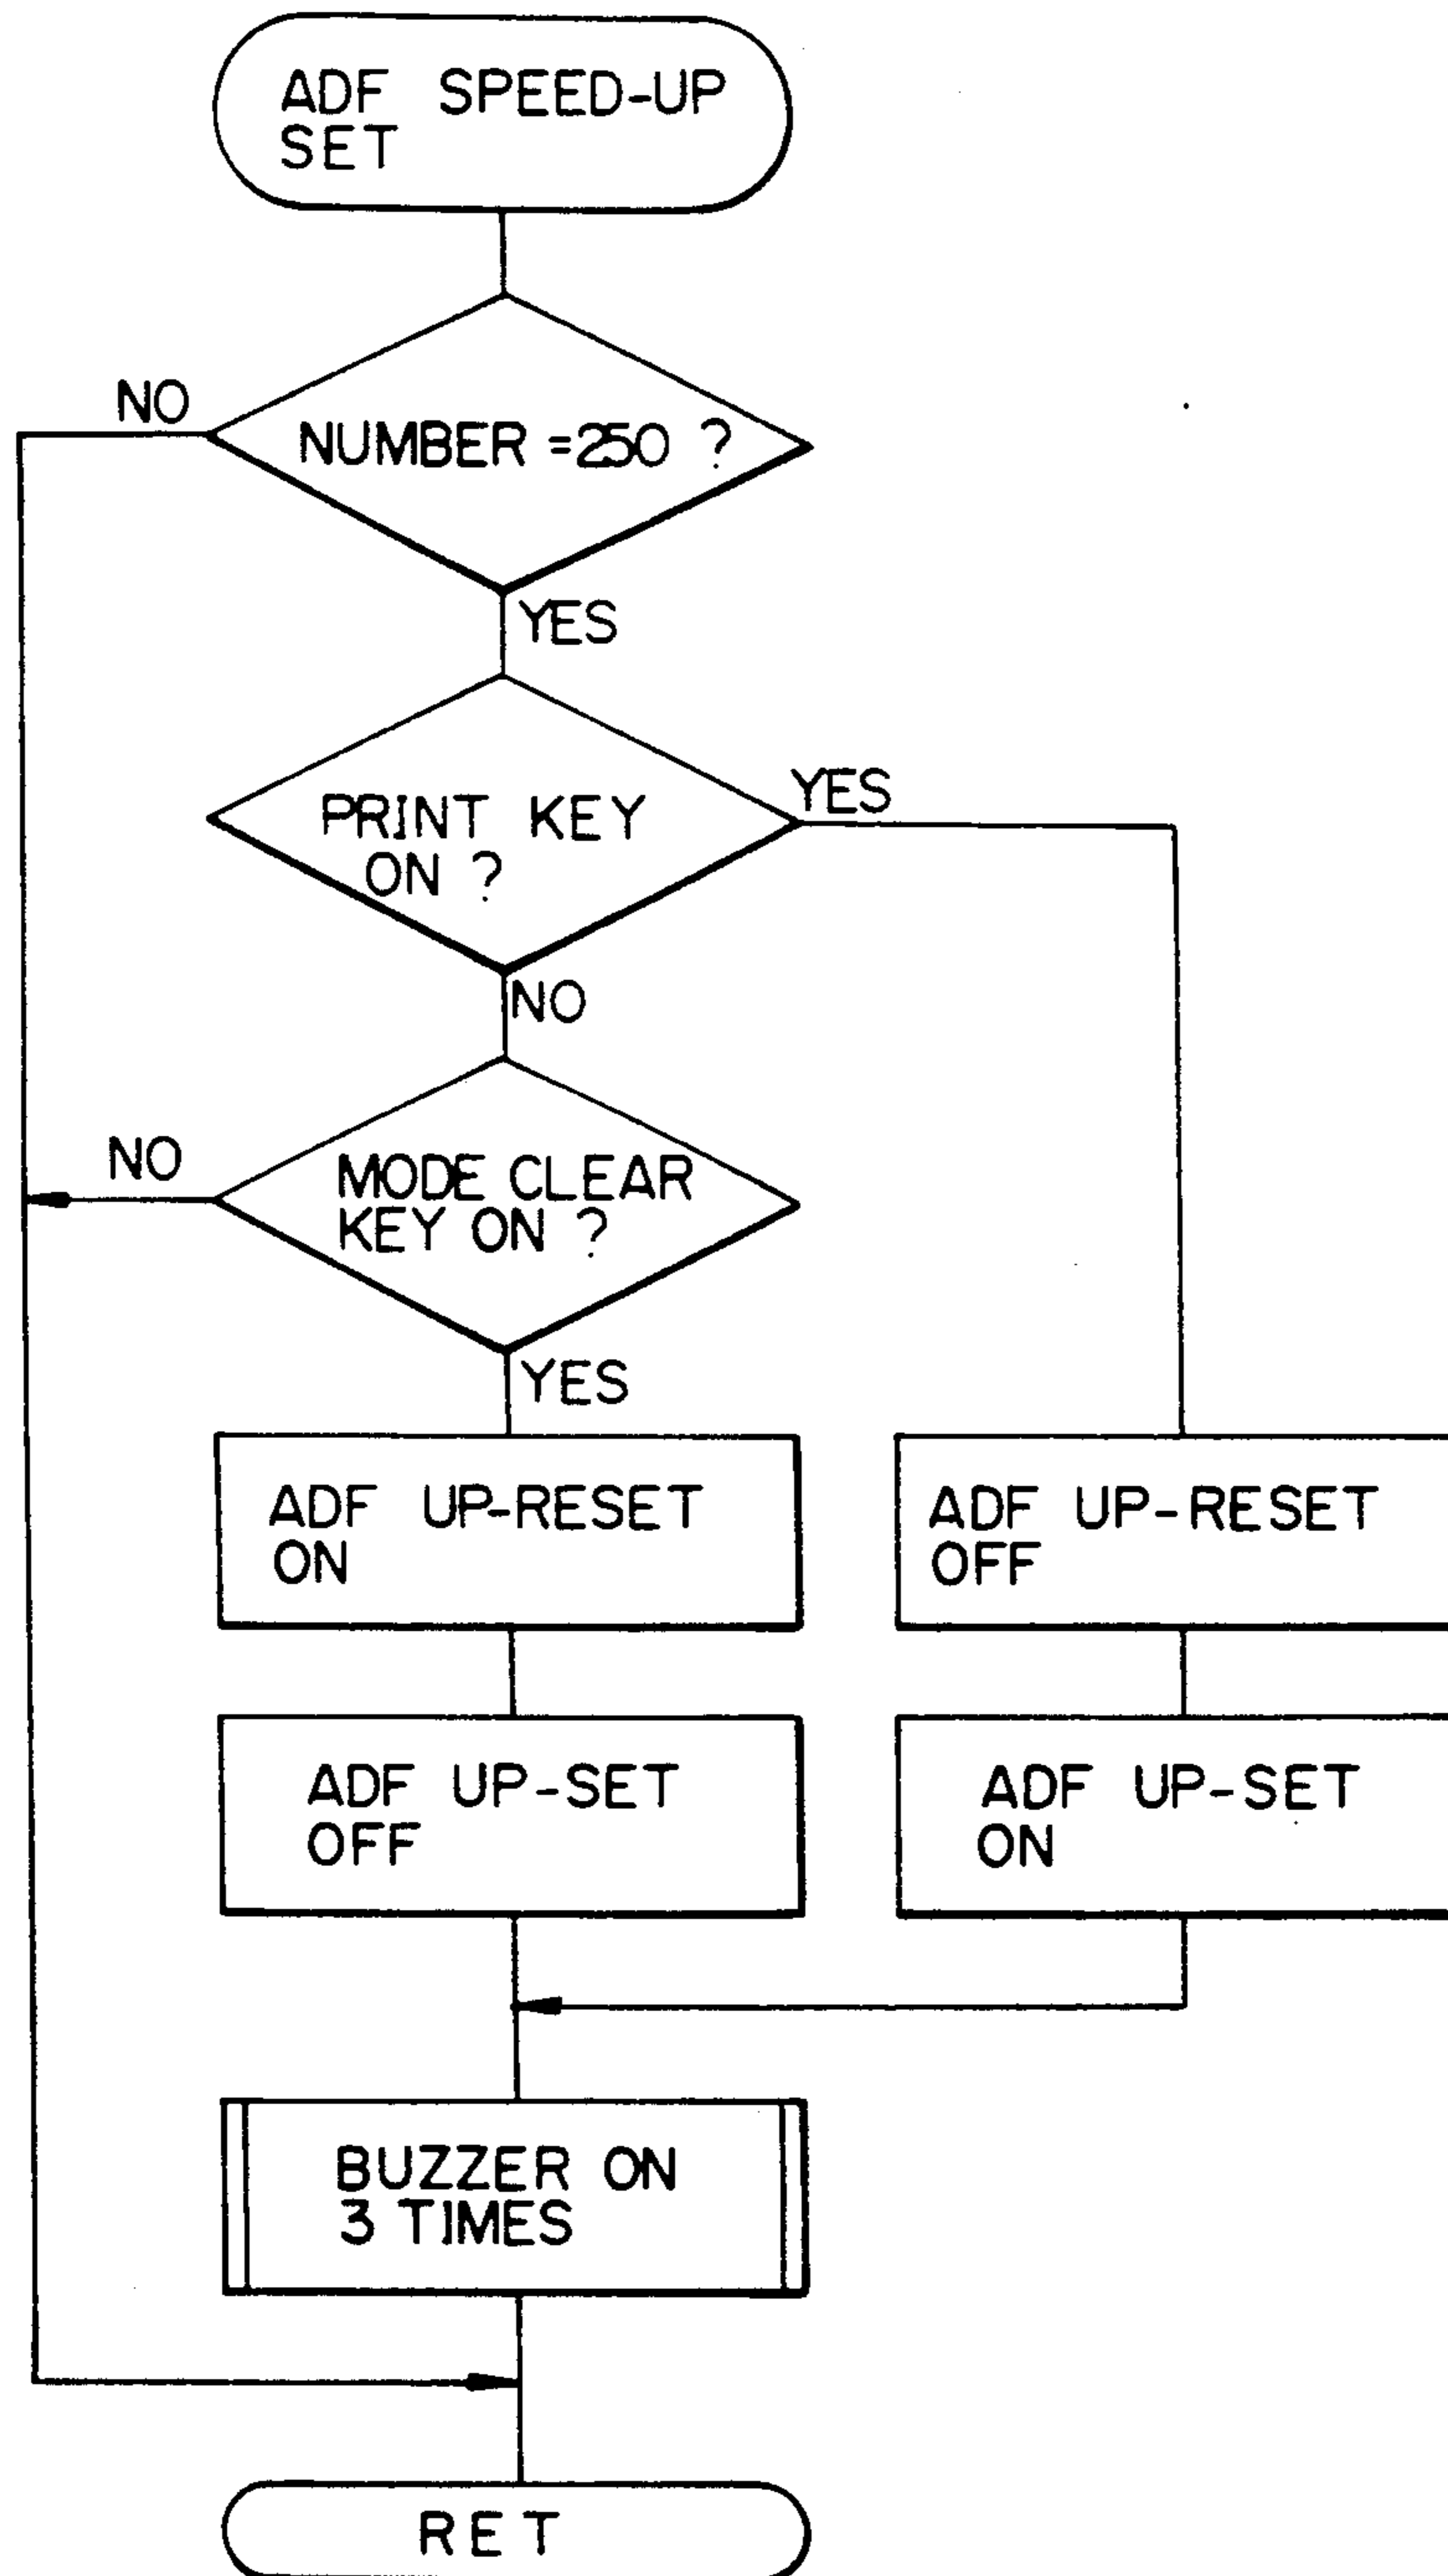 ADF SPEED-UP
SET
NO
NUMBER =250 ?
YES
PRINT KEY
ON ?
YES
NO
NO
MODE CLEAR
KEY ON ?
YES
ADF UP-RESET
ON
ADF UP-RESET
OFF
ADF UP-SET
OFF
ADF UP-SET
ON
BUZZER ON
3 TIMES
RET